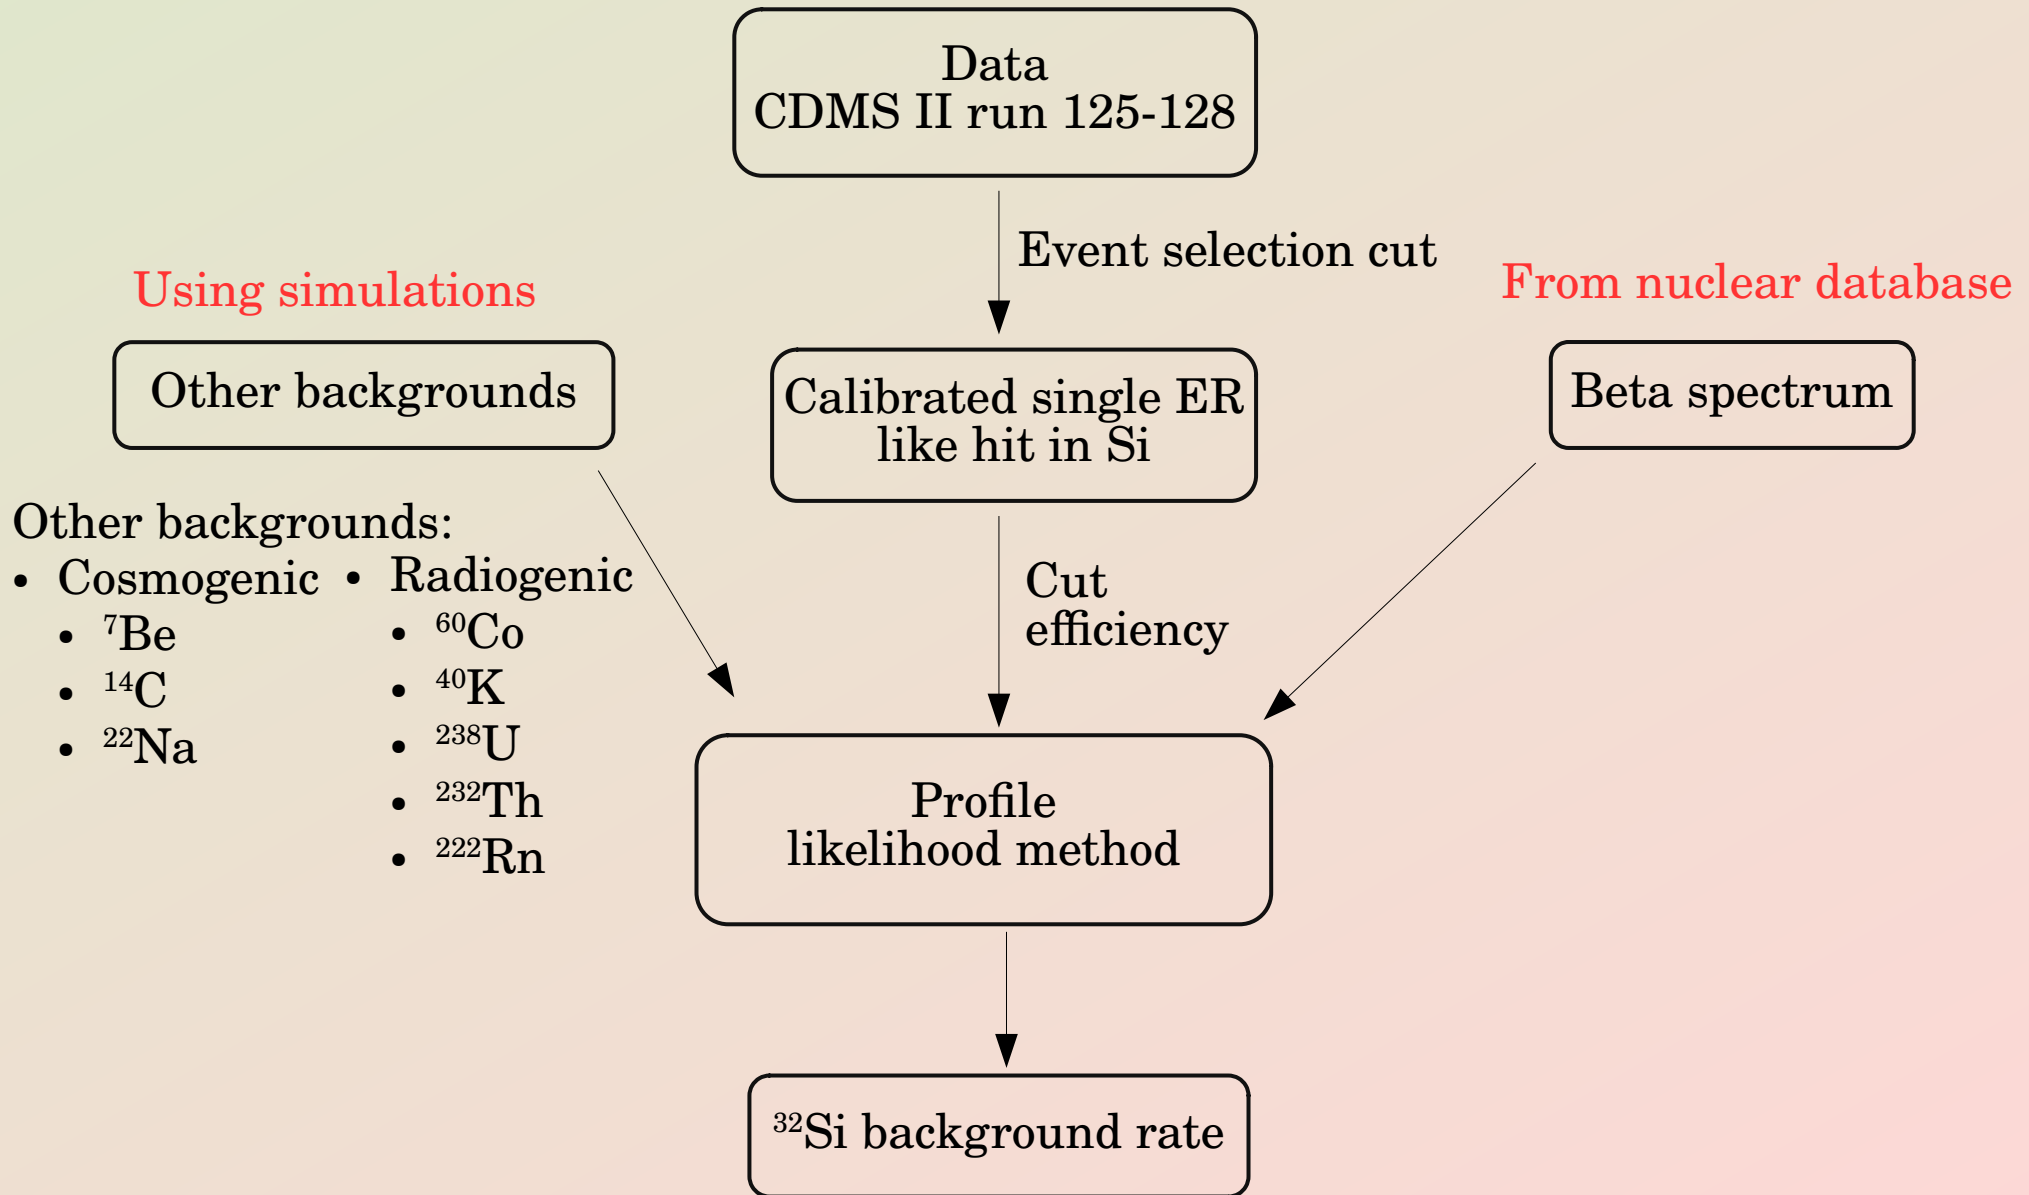 Data
CDMS II run 125-128
Event selection cut
Using simulations
From nuclear database
Other backgrounds
Calibrated single ER
like hit in Si
Beta spectrum
Other backgrounds:
• Cosmogenic
• ⁷Be
• ¹⁴C
• ²²Na
• Radiogenic
• ⁶⁰Co
• ⁴⁰K
• ²³⁸U
• ²³²Th
• ²²²Rn
Cut
efficiency
Profile
likelihood method
³²Si background rate